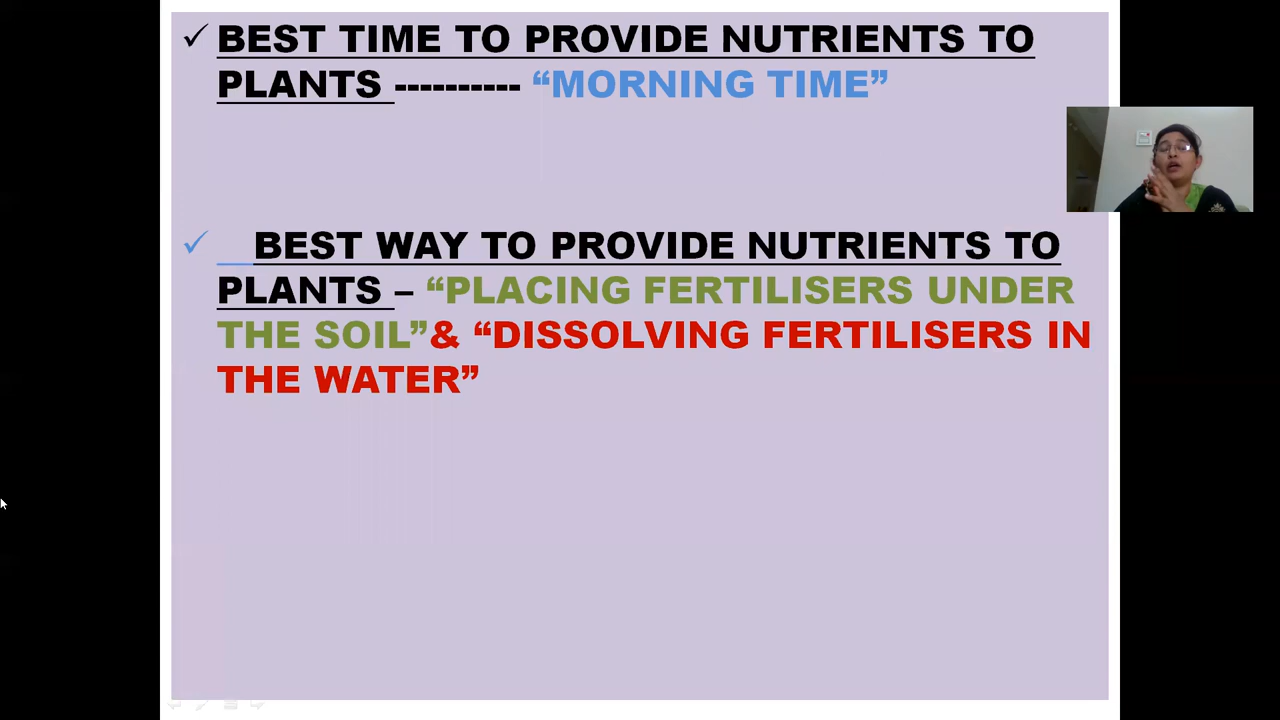 ✓ BEST TIME TO PROVIDE NUTRIENTS TO
PLANTS ---------- “MORNING TIME”
✓ BEST WAY TO PROVIDE NUTRIENTS TO
PLANTS – “PLACING FERTILISERS UNDER
THE SOIL”& “DISSOLVING FERTILISERS IN
THE WATER”